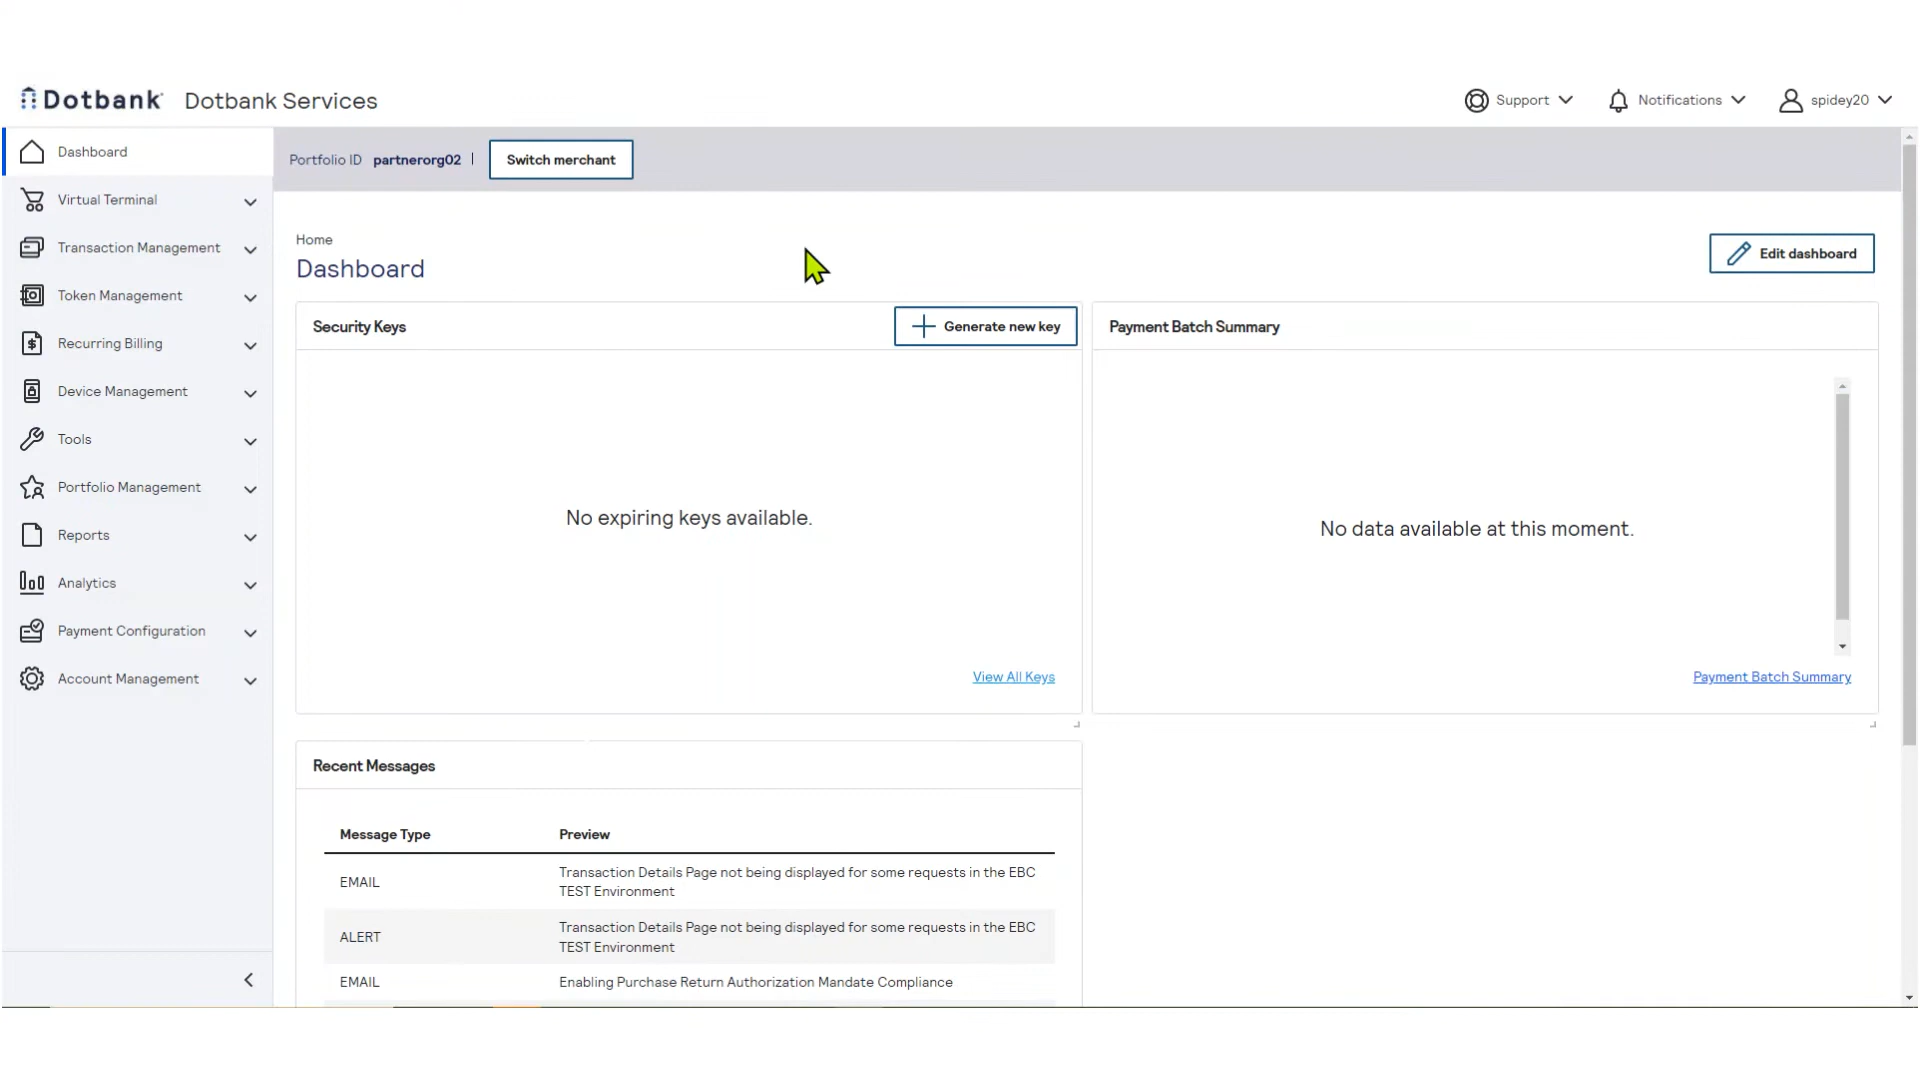 Dotbank Dotbank Services Support Notifications spidey20
Dashboard
Virtual Terminal
Transaction Management
Token Management
Recurring Billing
Device Management
Tools
Portfolio Management
Reports
Analytics
Payment Configuration
Account Management
Portfolio ID partnerorg02 | Switch merchant
Home
Dashboard
Edit dashboard
Security Keys
Generate new key
No expiring keys available.
View All Keys
Payment Batch Summary
No data available at this moment.
Payment Batch Summary
Recent Messages
Message Type Preview
EMAIL Transaction Details Page not being displayed for some requests in the EBC
TEST Environment
ALERT Transaction Details Page not being displayed for some requests in the EBC
TEST Environment
EMAIL Enabling Purchase Return Authorization Mandate Compliance